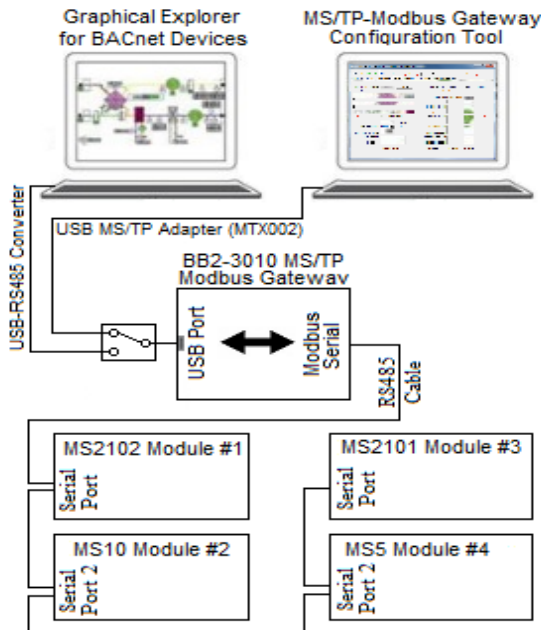 Graphical Explorer
for BACnet Devices
MS/TP-Modbus Gateway
Configuration Tool
USB-RS485 Converter
USB MS/TP Adapter (MTX002)
BB2-3010 MS/TP
Modbus Gateway
USB Port
Modbus
Serial
RS485
Cable
MS2102 Module #1
Serial
Port
MS2101 Module #3
Serial
Port
MS10 Module #2
Serial
Port 2
MS5 Module #4
Serial
Port 2